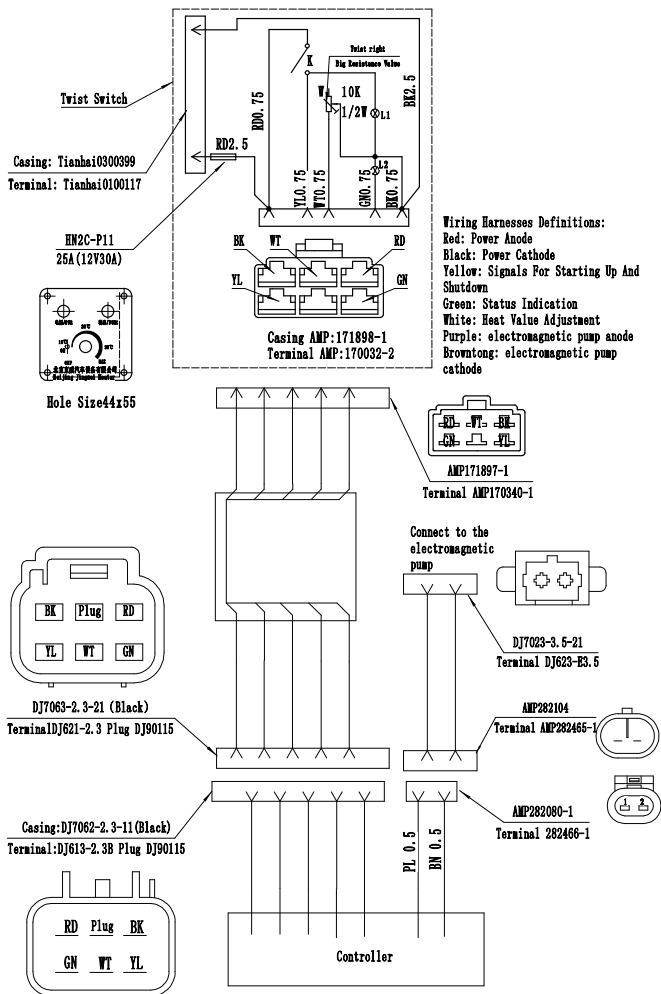 Twist Switch
Casing: Tianhai0300399
Terminal: Tianhai0100117
HN2C-P11
25A(12V30A)
RD2.5
RD0.75
K
Twist right
Big Resistance Value
W 10K
1/2W
L1
L2
BK2.5
YL0.75
WT0.75
GN0.75
BK0.75
BK WT RD
YL GN
Casing AMP:171898-1
Terminal AMP:170032-2
Wiring Harnesses Definitions:
Red: Power Anode
Black: Power Cathode
Yellow: Signals For Starting Up And
Shutdown
Green: Status Indication
White: Heat Value Adjustment
Purple: electromagnetic pump anode
Browntong: electromagnetic pump
cathode
Hole Size44x55
RD WT BK
GN YL
AMP171897-1
Terminal AMP170340-1
Connect to the
electromagnetic
pump
DJ7023-3.5-21
Terminal DJ623-E3.5
BK Plug RD
YL WT GN
DJ7063-2.3-21 (Black)
TerminalDJ621-2.3 Plug DJ90115
AMP282104
Terminal AMP282465-1
1 2
AMP282080-1
Terminal 282466-1
Casing:DJ7062-2.3-11(Black)
Terminal:DJ613-2.3B Plug DJ90115
PL 0.5
BN 0.5
RD Plug BK
GN WT YL
Controller